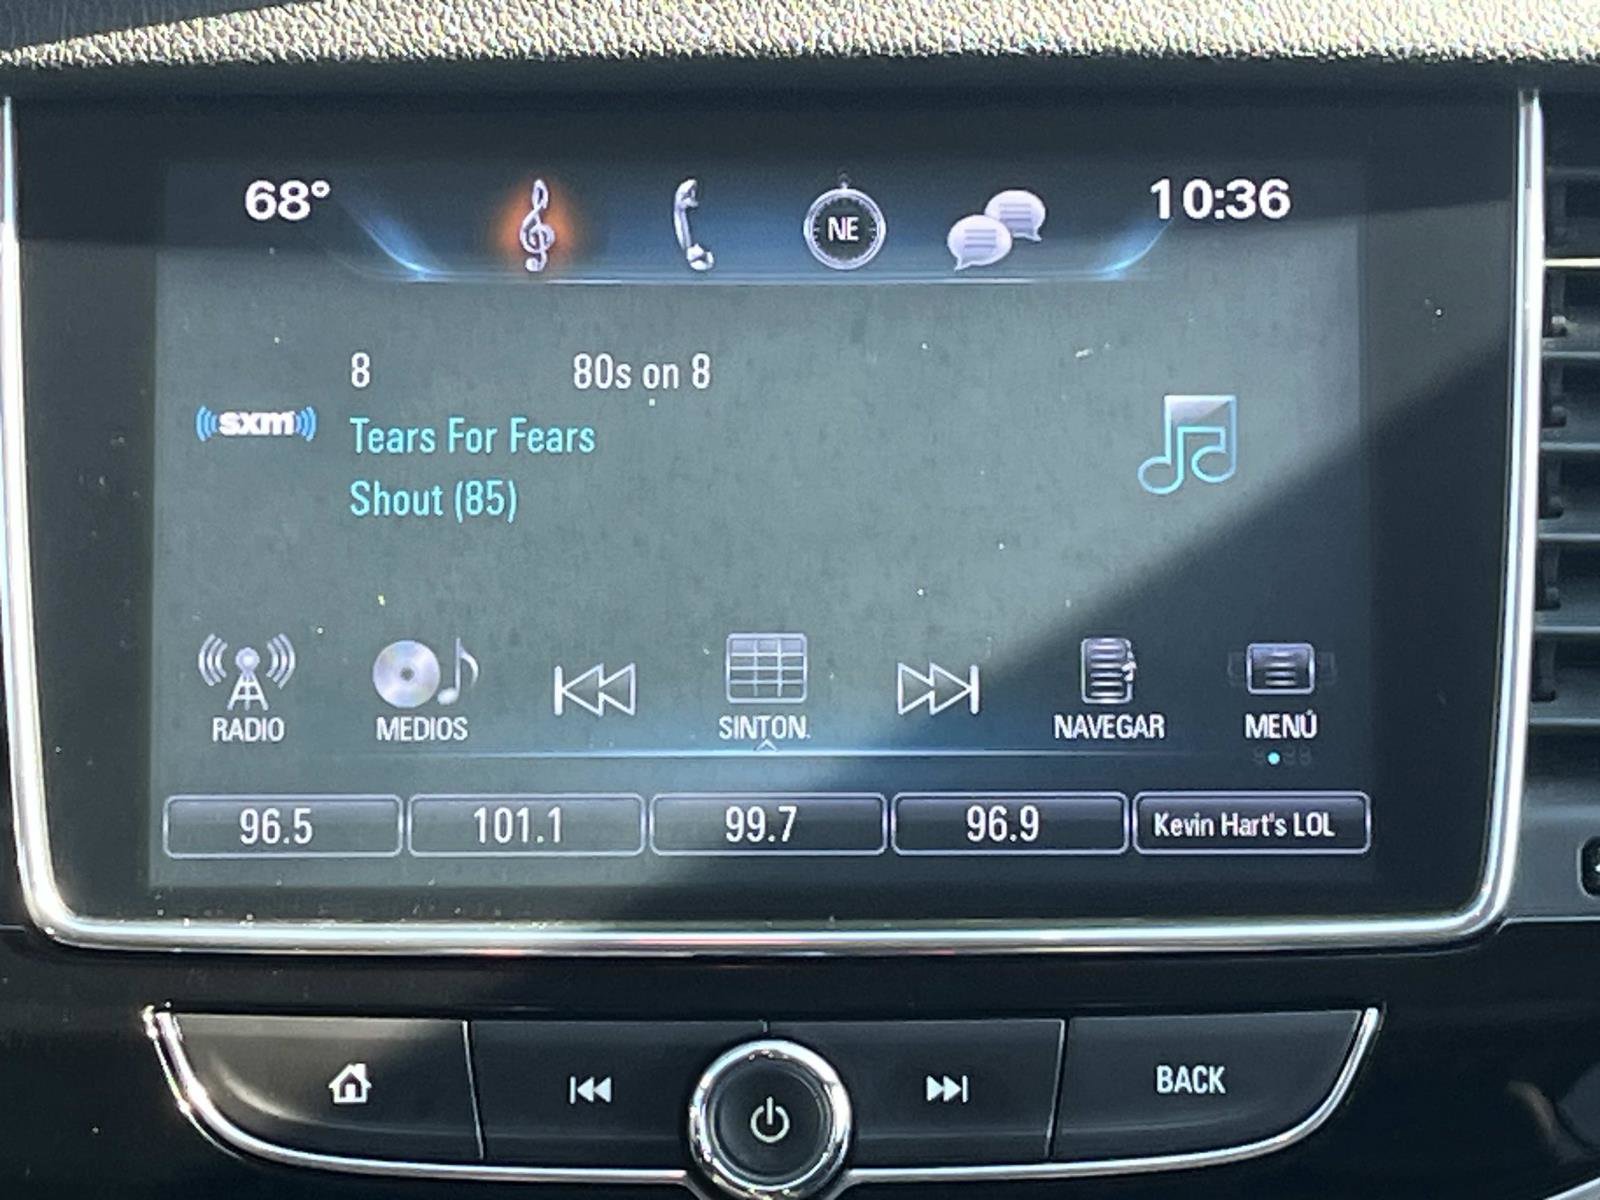 68°
NE
10:36
8 80s on 8
sxm
Tears For Fears
Shout (85)
RADIO MEDIOS SINTON. NAVEGAR MENÚ
96.5 101.1 99.7 96.9 Kevin Hart's LOL
BACK